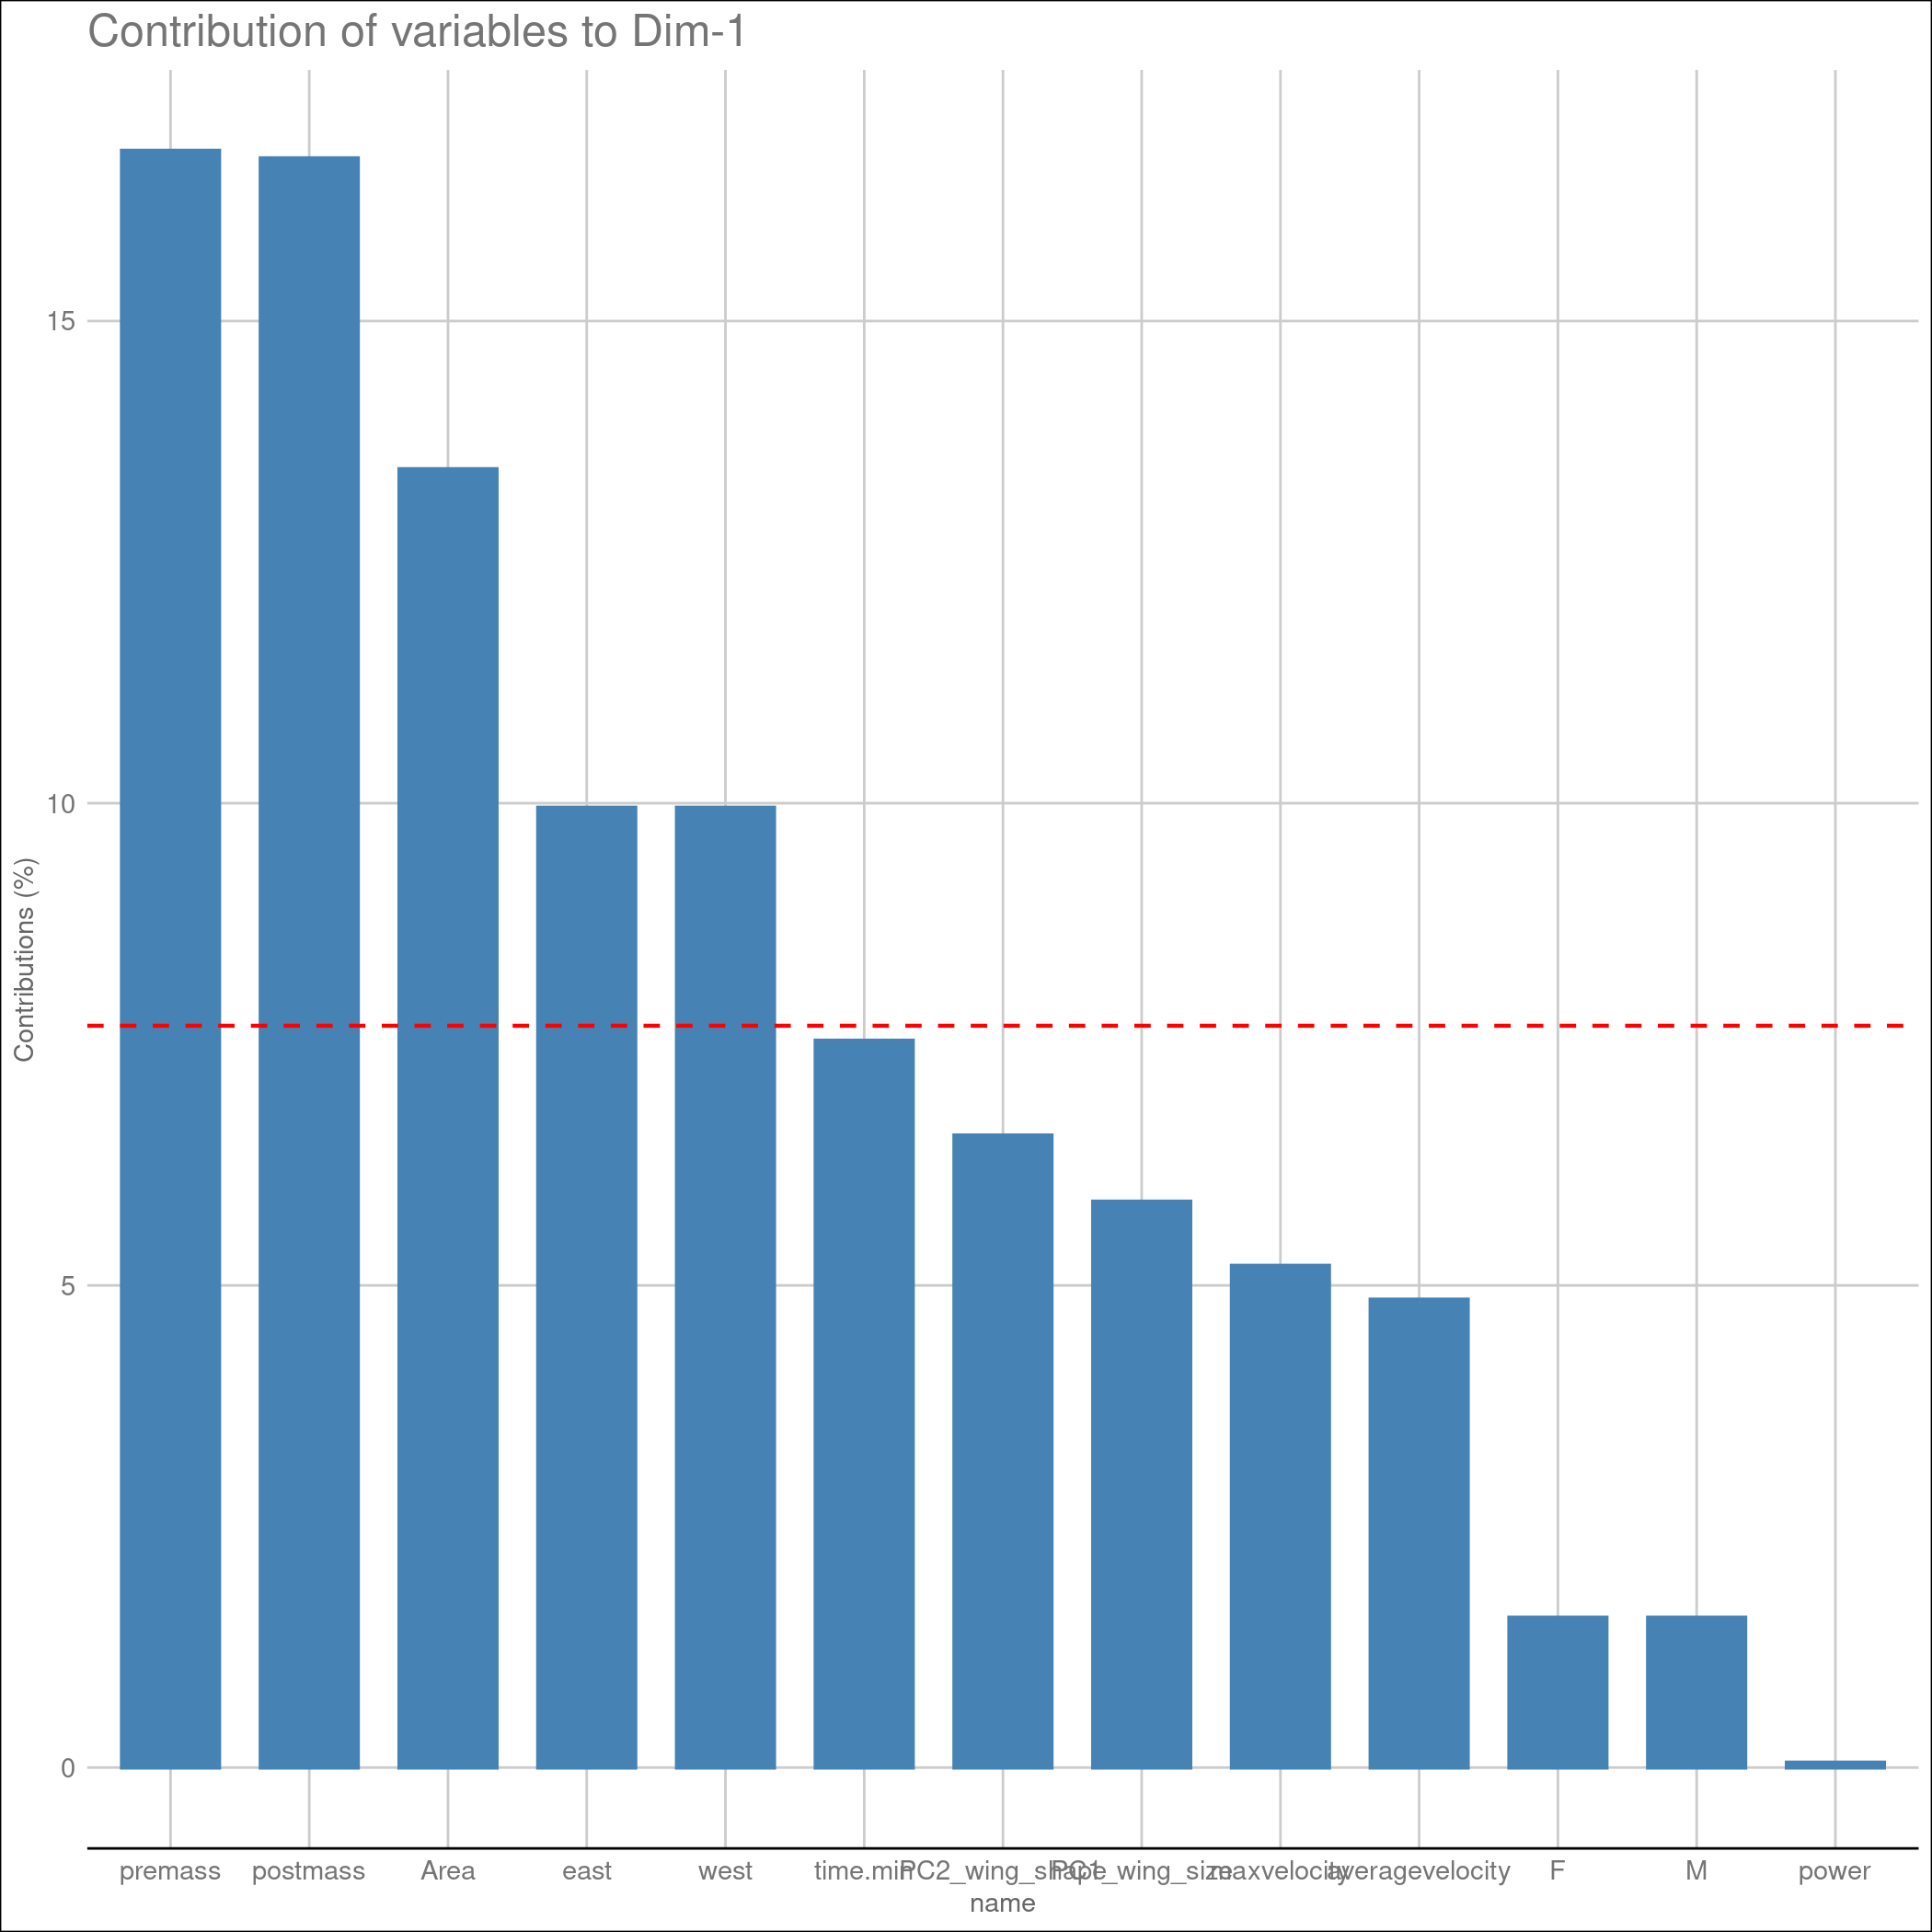 Contribution of variables to Dim-1
Contributions (%)
15
10
5
0
premass postmass Area east west time.min PC2_wing_shape PC1_wing_size maxvelocity averagevelocity F M power
name